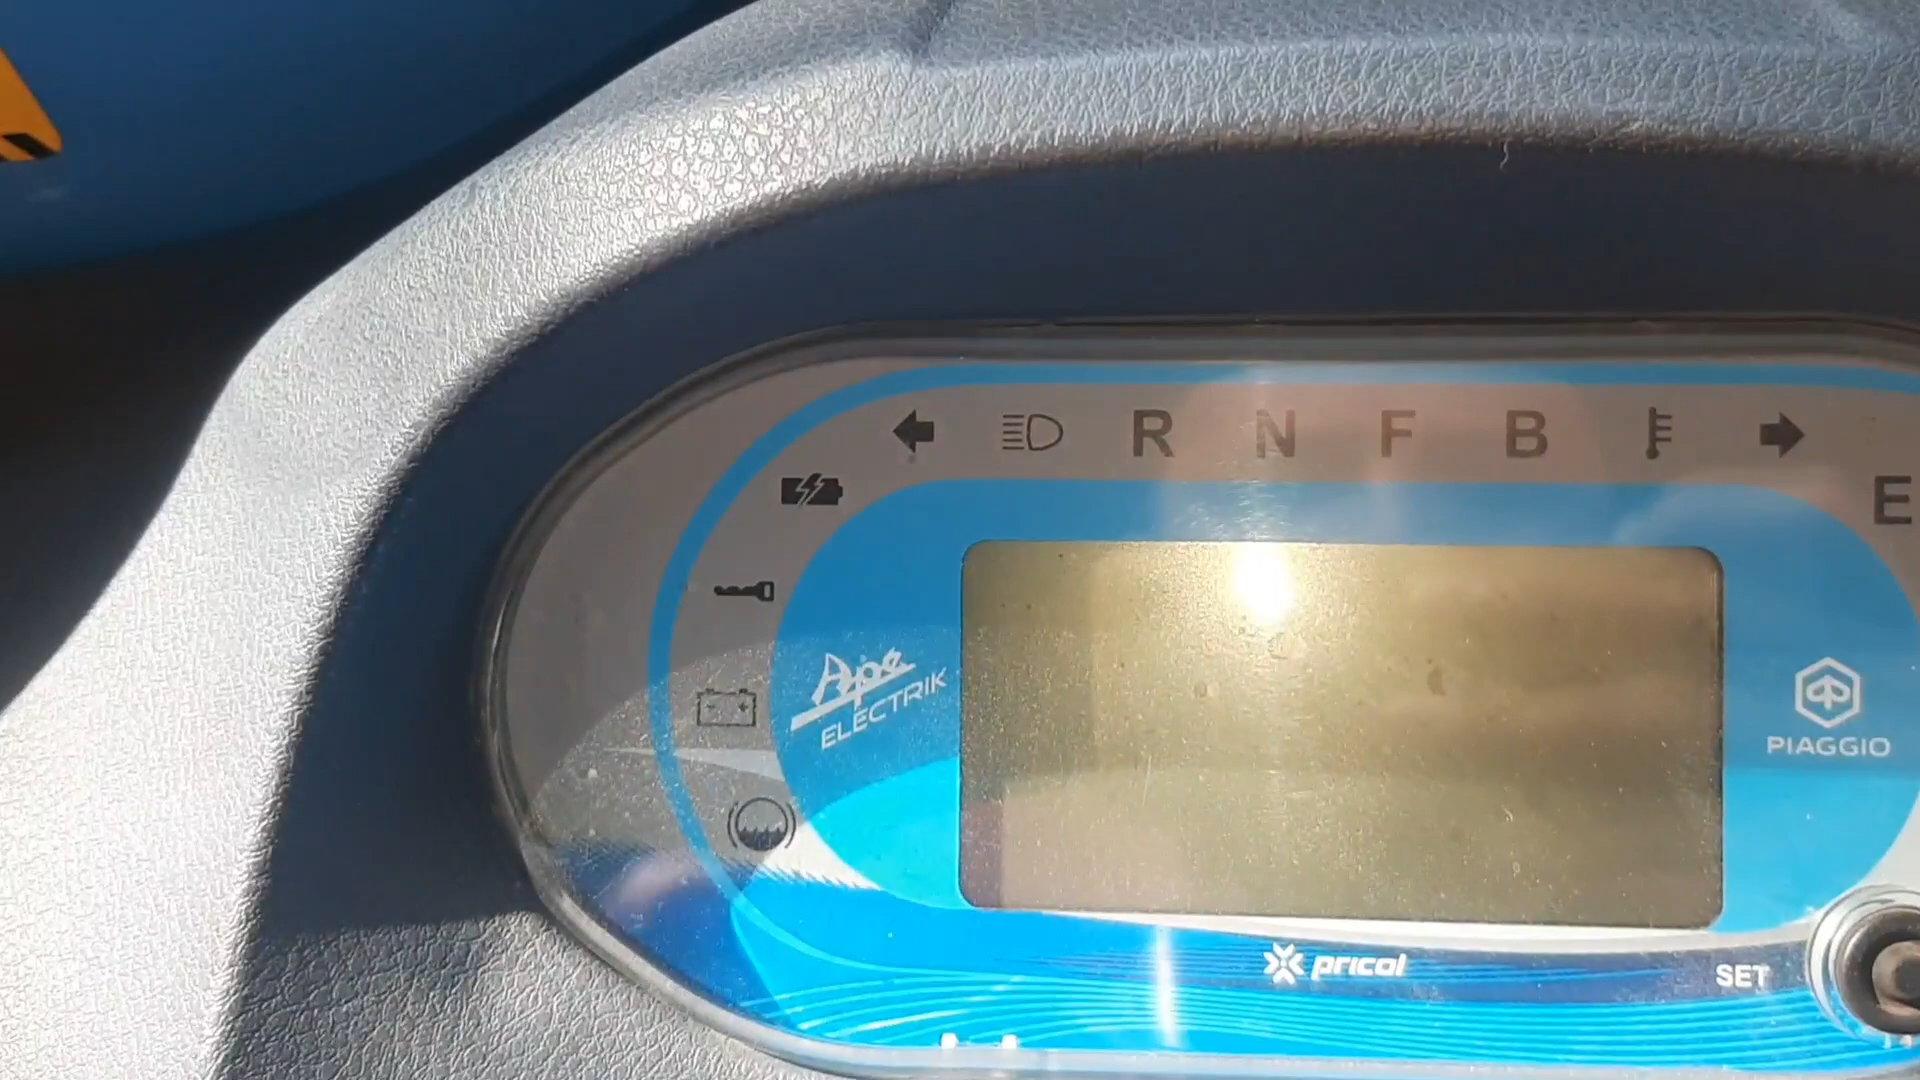 R N F B
E
Ape
ELECTRIK
PIAGGIO
pricol
SET